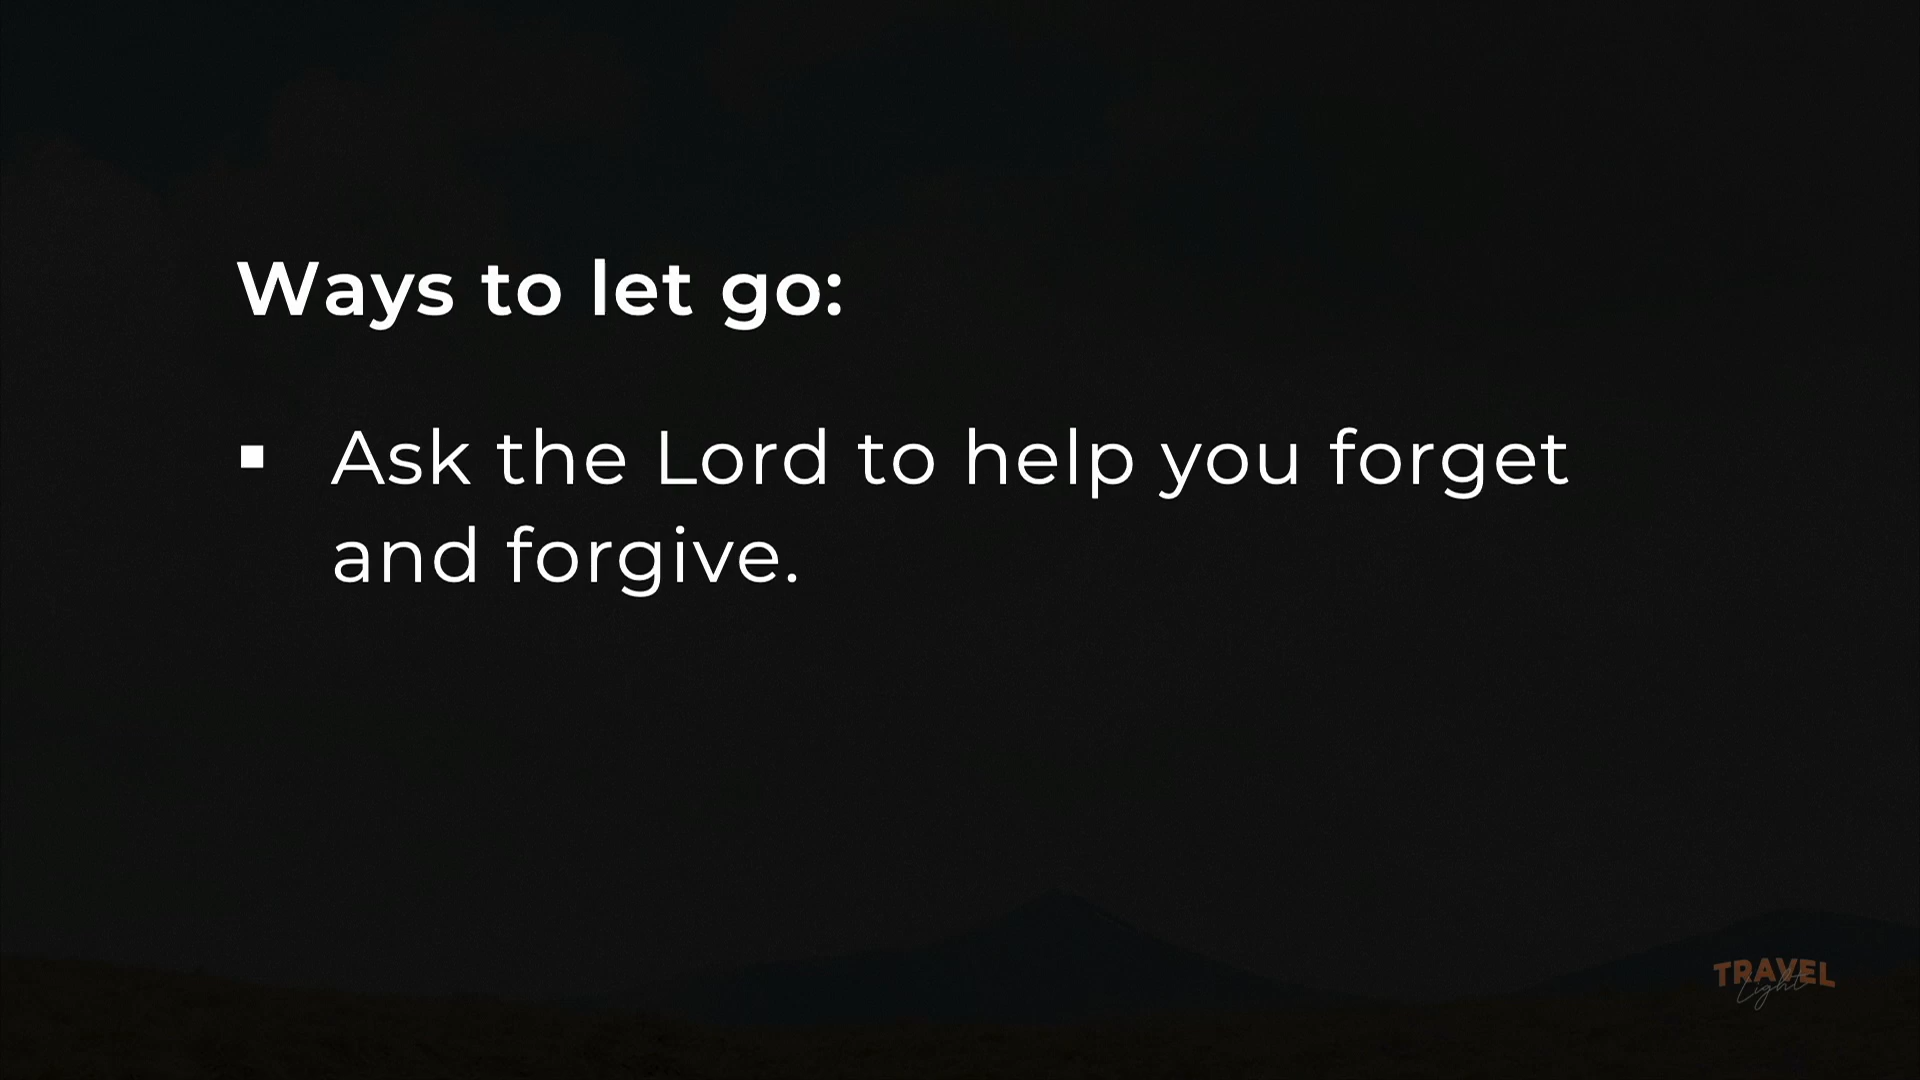 Ways to let go:
▪ Ask the Lord to help you forget
and forgive.
TRAVEL
Light